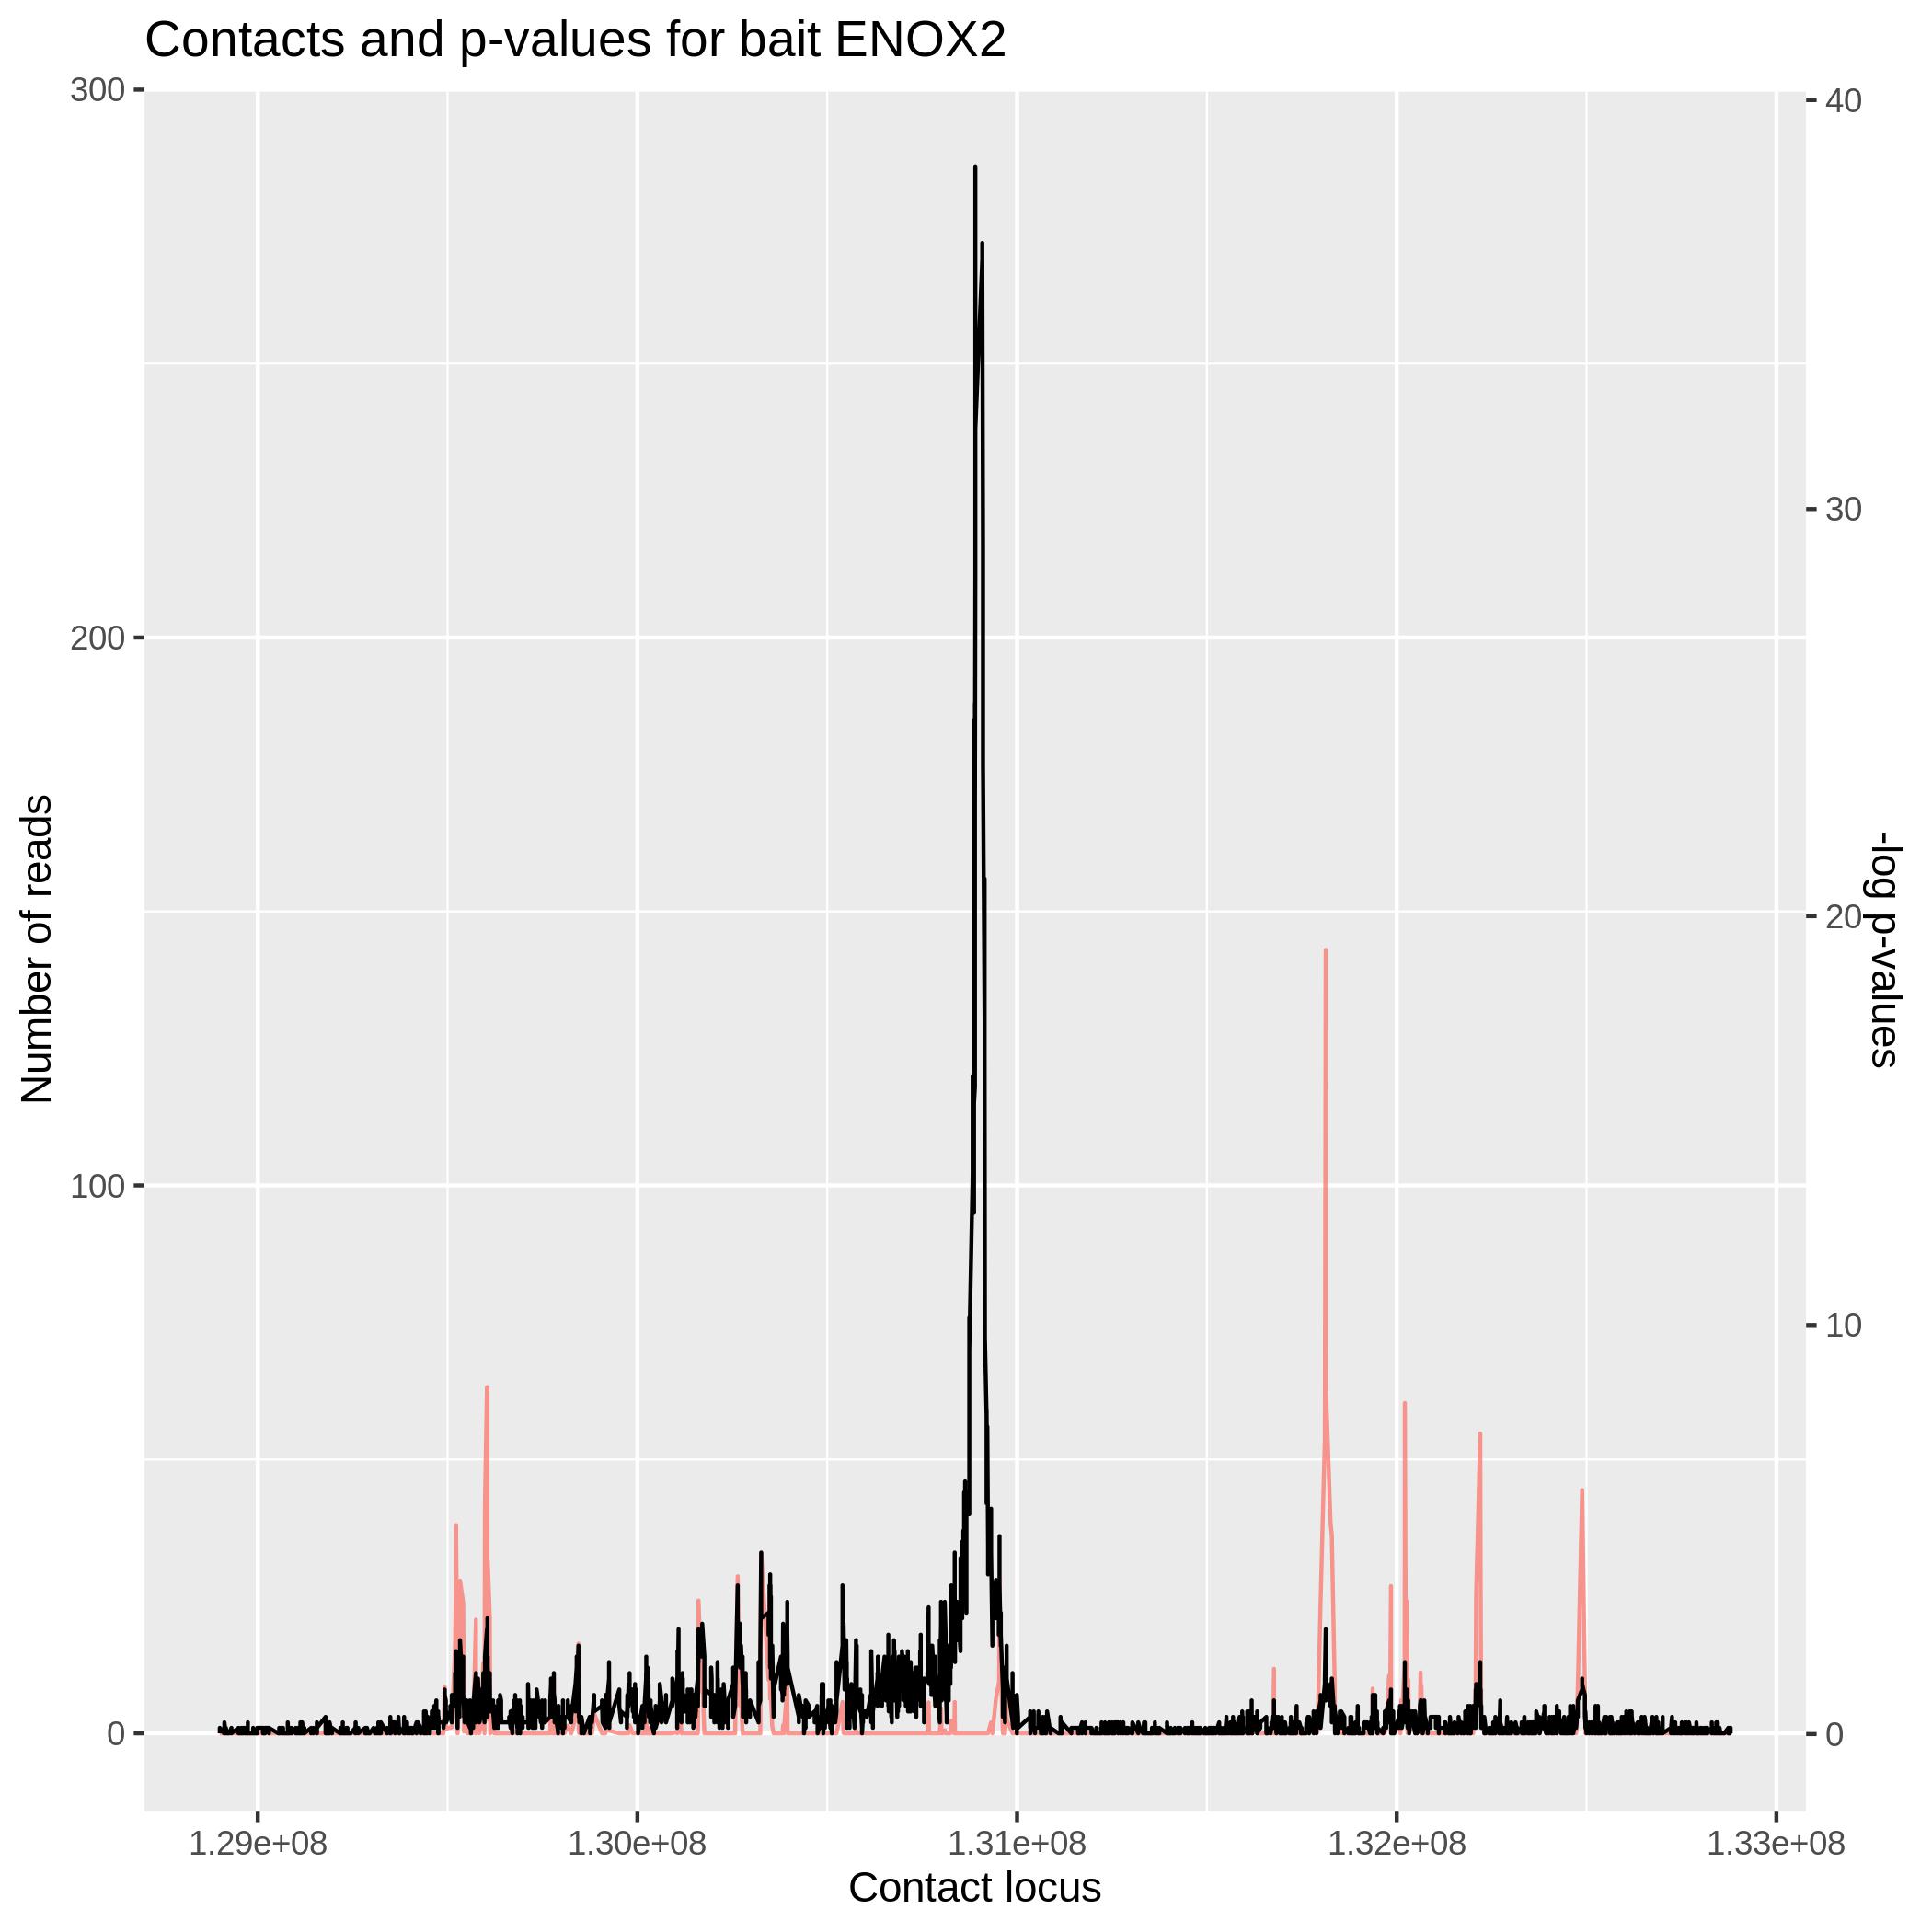 Contacts and p-values for bait ENOX2
300
200
100
0
Number of reads
40
30
20
10
0
-log p-values
1.29e+08
1.30e+08
1.31e+08
1.32e+08
1.33e+08
Contact locus